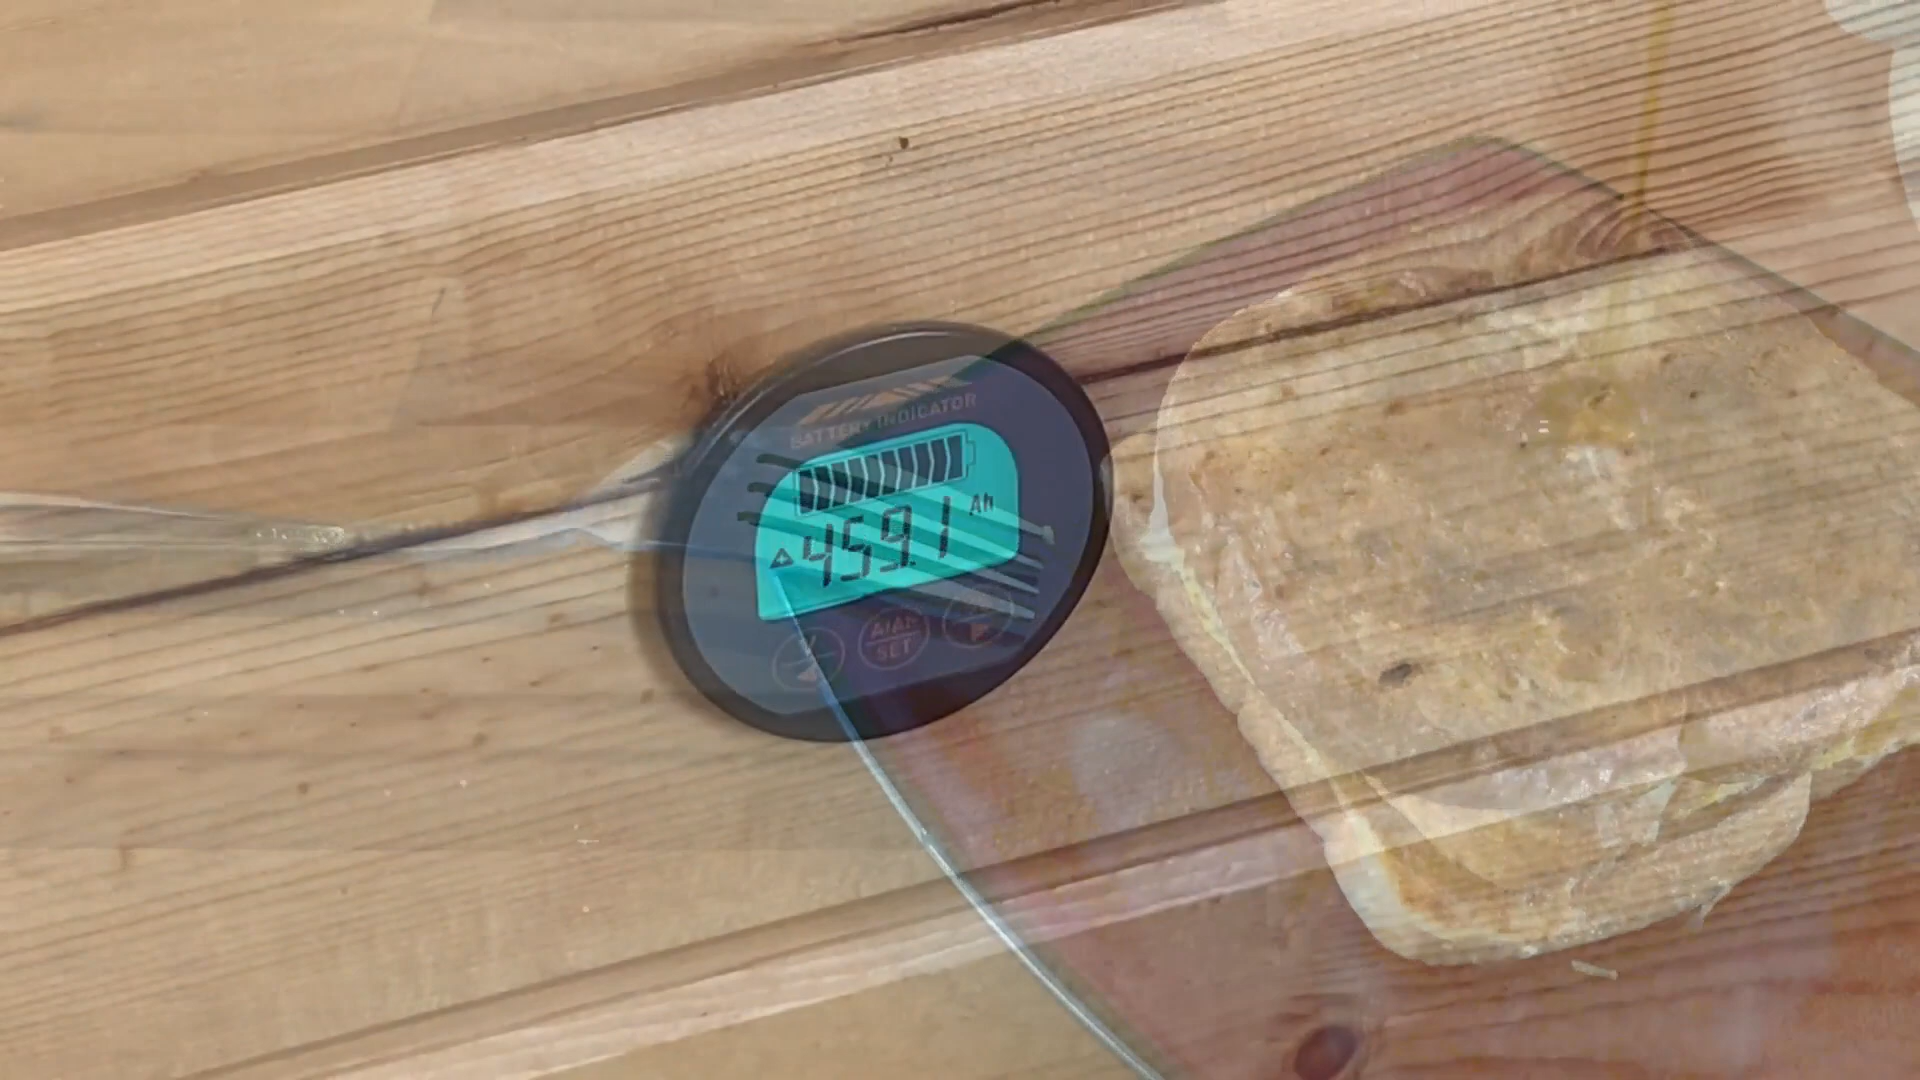 BATTERY INDICATOR
459.1 Ah
A/Ah
SET
V